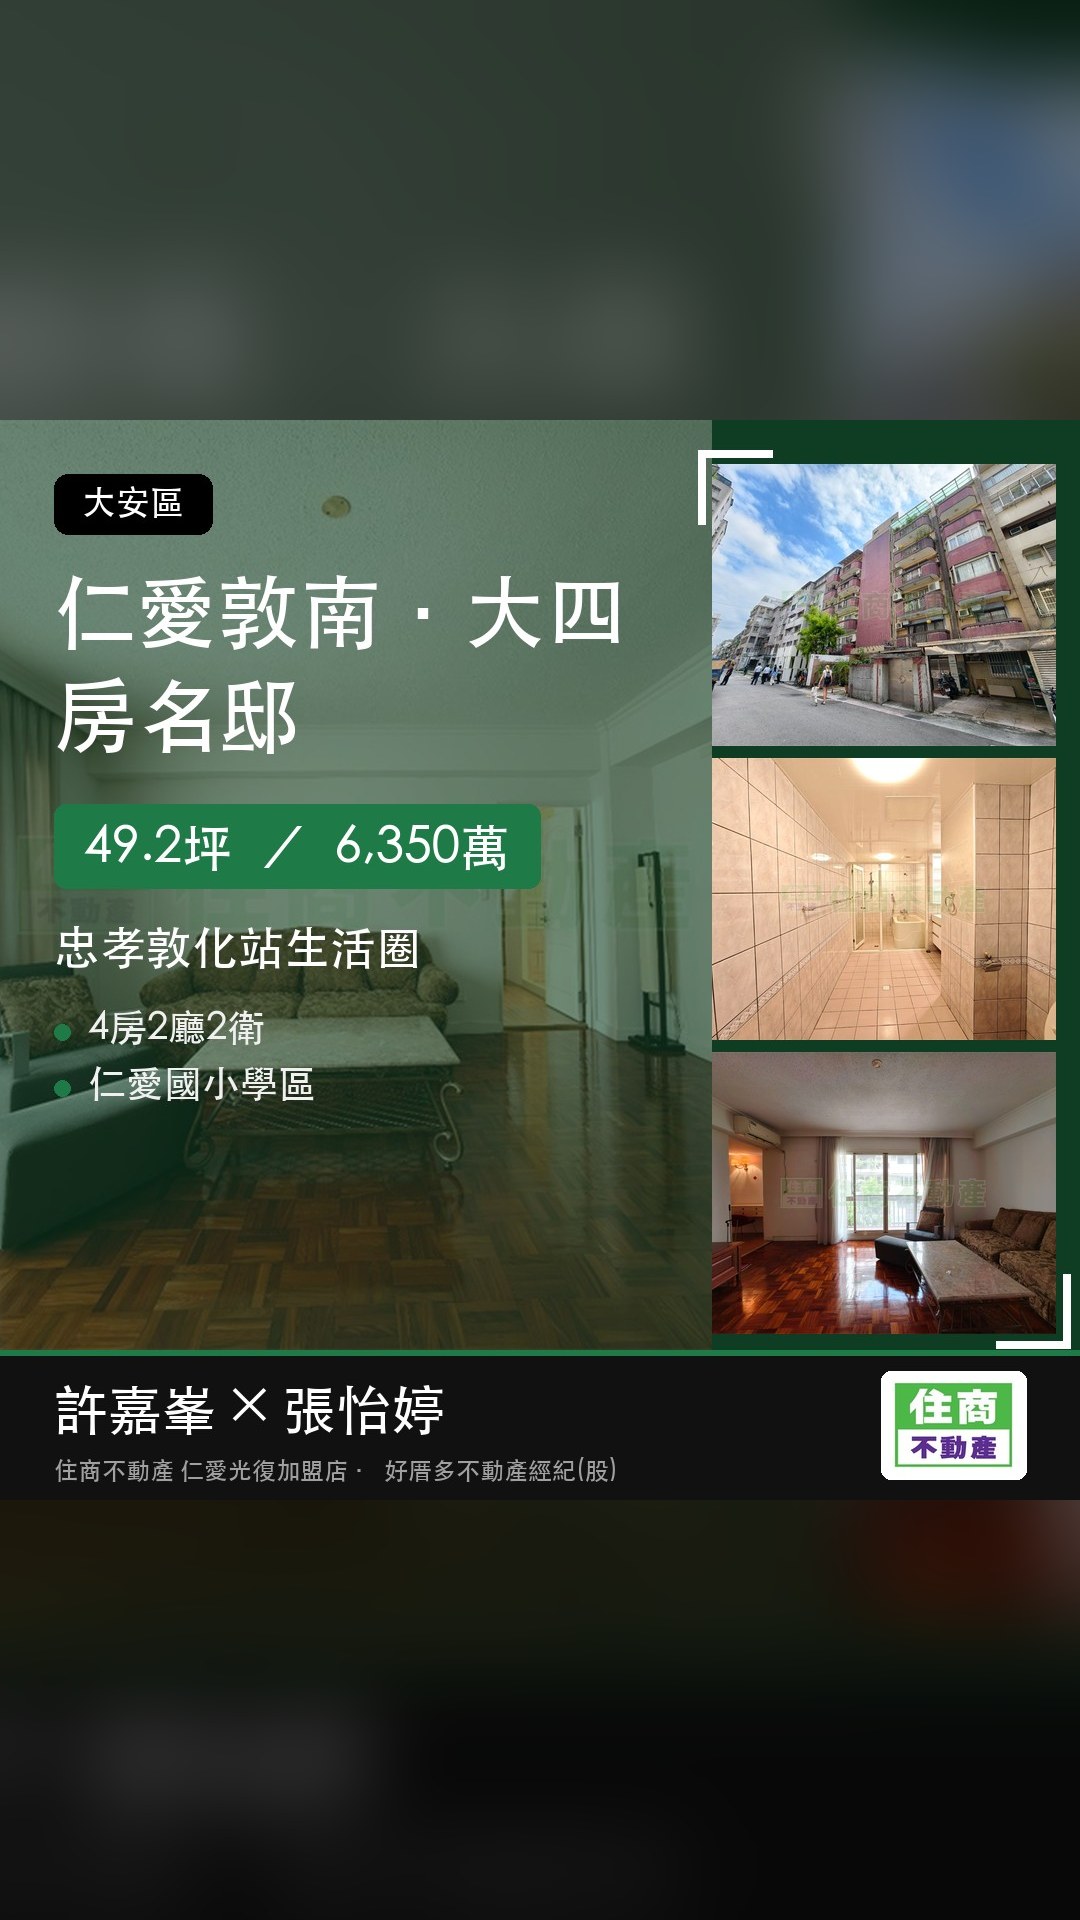 大安區
仁愛敦南·大四
房名邸
49.2坪 ／ 6,350萬
忠孝敦化站生活圈
4房2廳2衛
仁愛國小學區
許嘉峯×張怡婷
住商不動產 仁愛光復加盟店· 好厝多不動產經紀(股)
住商
不動產